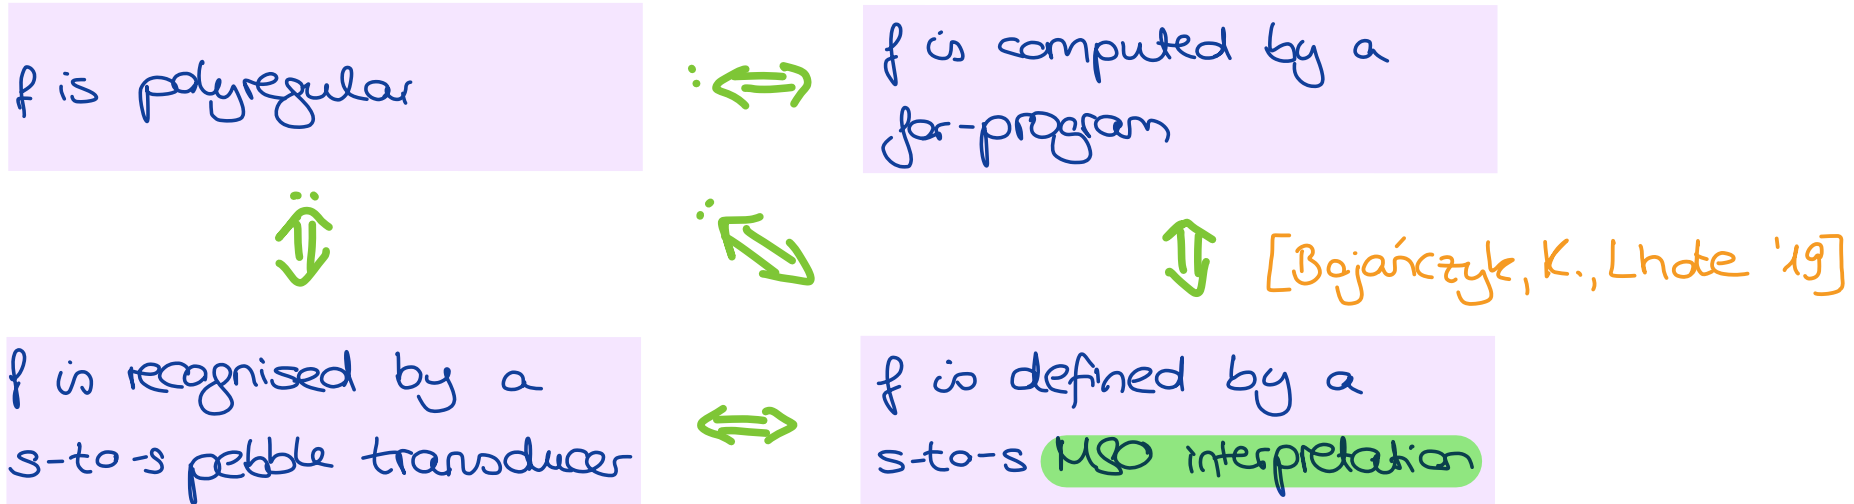 f is polyregular
:⇔
f is computed by a
for-program
:⇔
:⇔
⇔
[Bojańczyk, K., Lhote '19]
f is recognised by a
s-to-s pebble transducer
⇔
f is defined by a
s-to-s MSO interpretation